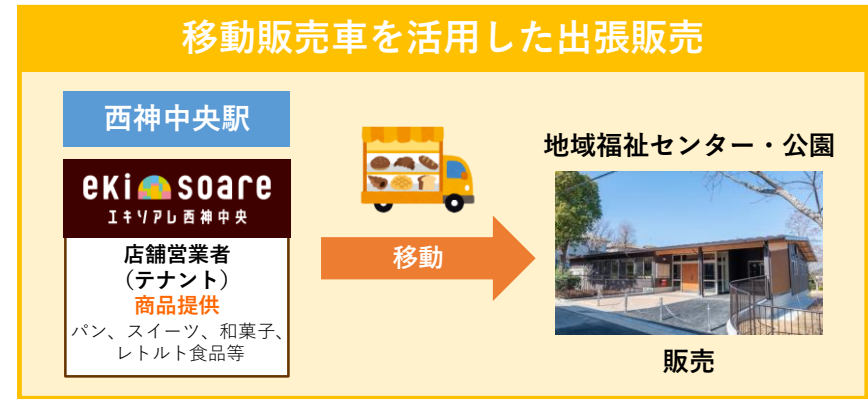 移動販売車を活用した出張販売
西神中央駅
eki soare
エキソアレ西神中央
店舗営業者
（テナント）
商品提供
パン、スイーツ、和菓子、
レトルト食品等
移動
地域福祉センター・公園
販売